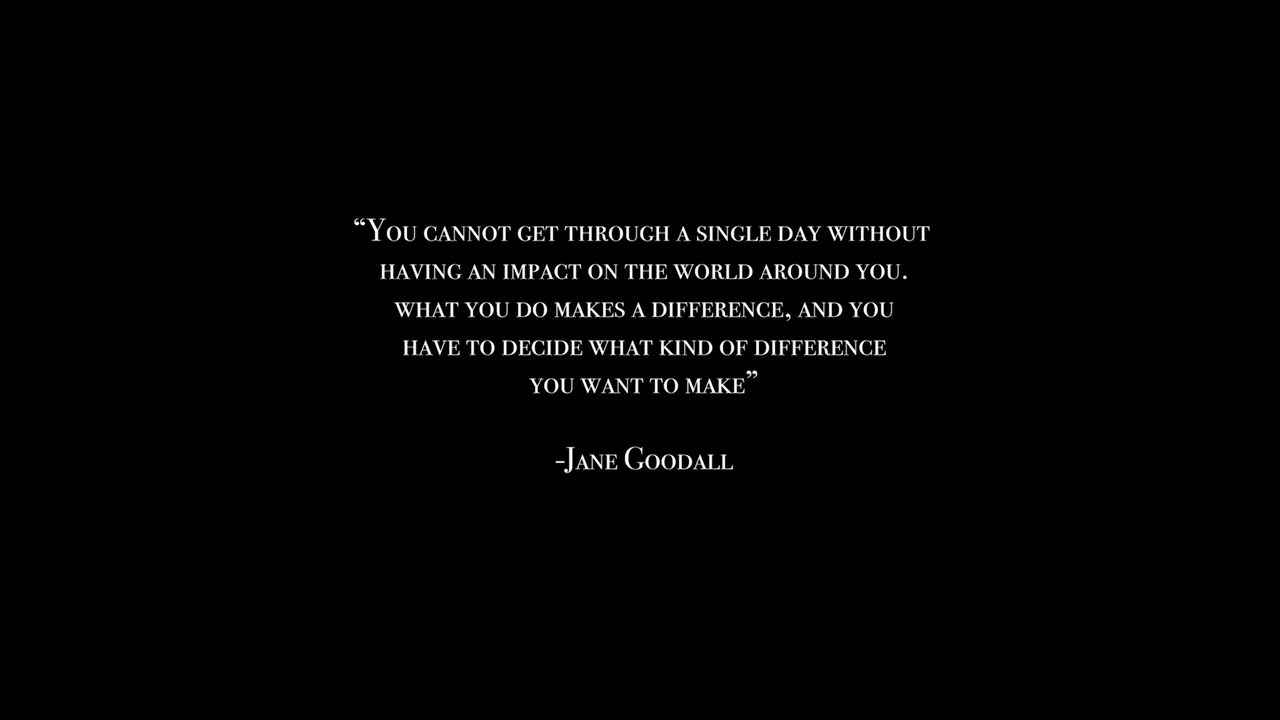 “You cannot get through a single day without
having an impact on the world around you.
what you do makes a difference, and you
have to decide what kind of difference
you want to make”
-Jane Goodall